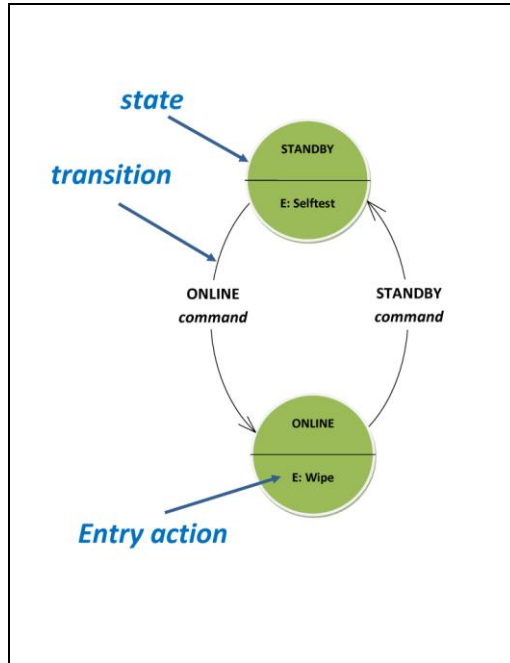 state
STANDBY
transition
E: Selftest
ONLINE
command
STANDBY
command
ONLINE
E: Wipe
Entry action